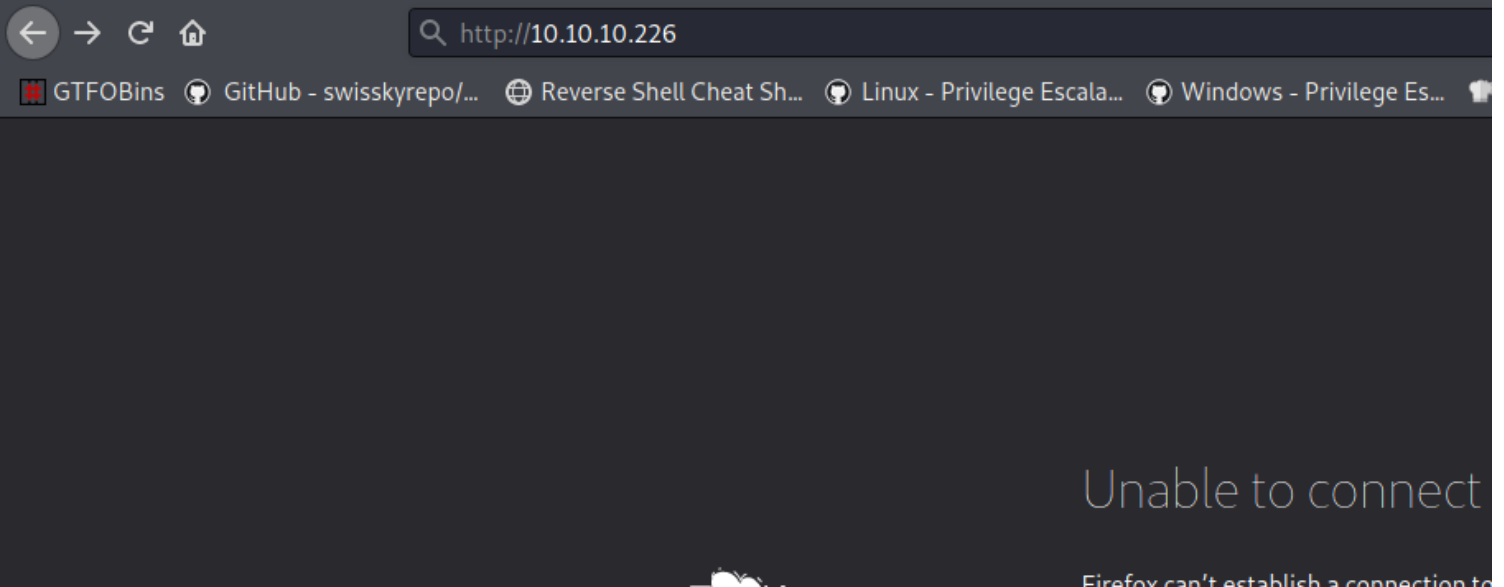 http://10.10.10.226
GTFOBins GitHub - swisskyrepo/... Reverse Shell Cheat Sh... Linux - Privilege Escala... Windows - Privilege Es...
Unable to connect
Firefox can't establish a connection to